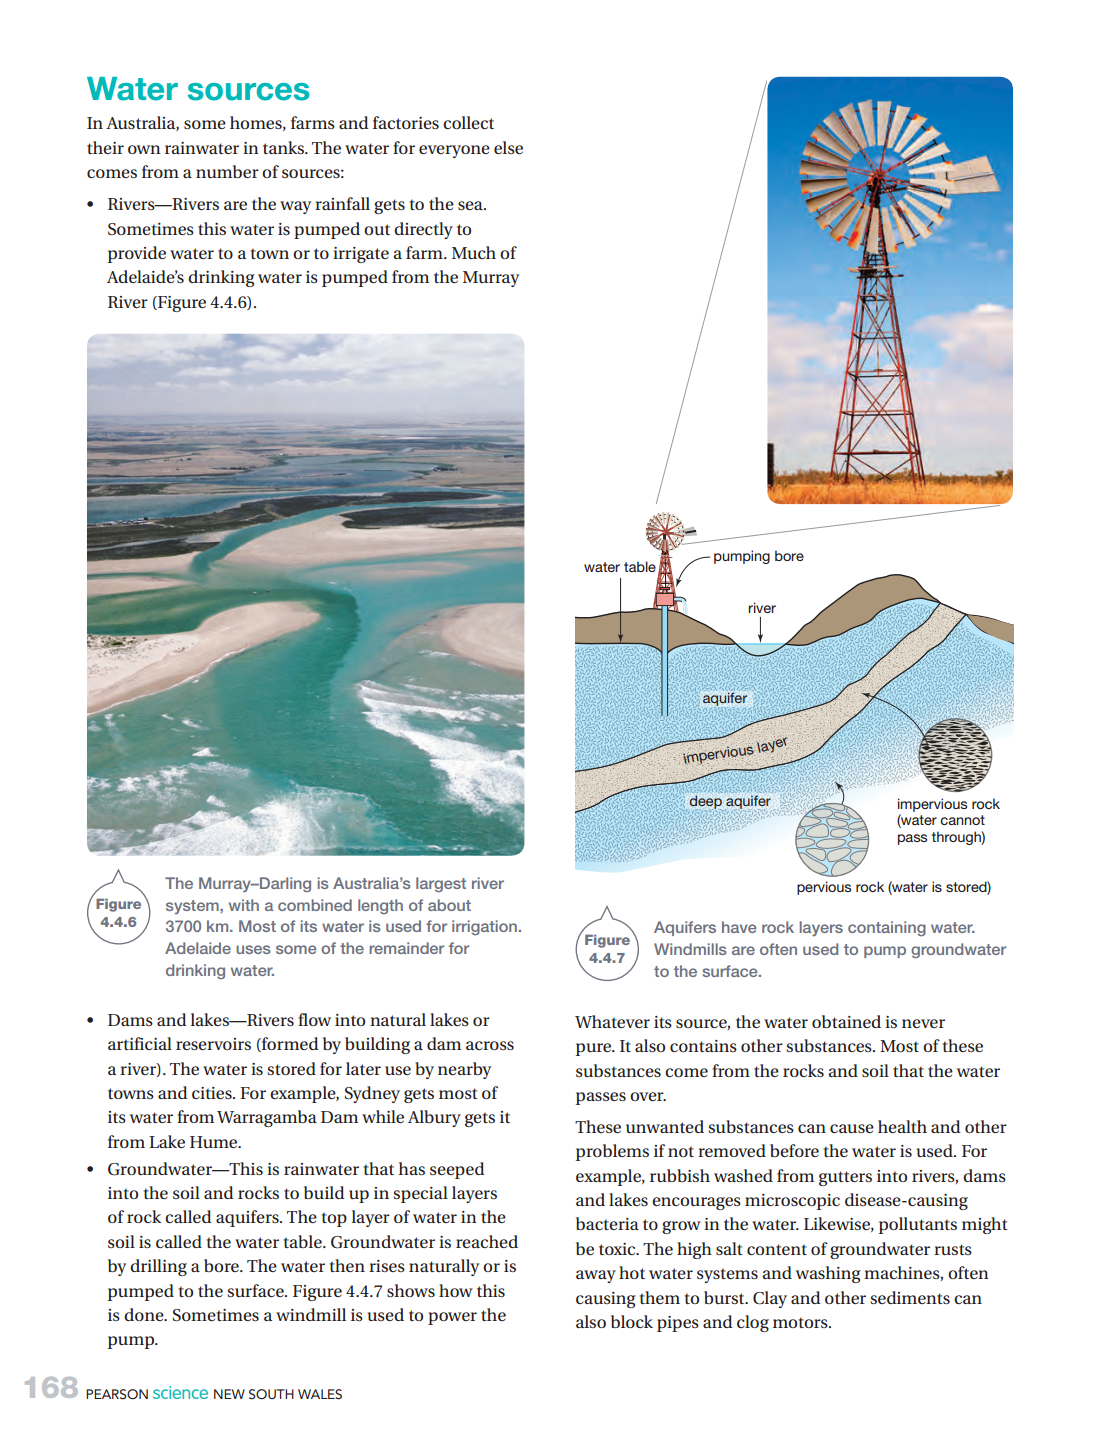 Water sources
In Australia, some homes, farms and factories collect
their own rainwater in tanks. The water for everyone else
comes from a number of sources:
• Rivers—Rivers are the way rainfall gets to the sea.
Sometimes this water is pumped out directly to
provide water to a town or to irrigate a farm. Much of
Adelaide's drinking water is pumped from the Murray
River (Figure 4.4.6).
Figure
4.4.6
The Murray–Darling is Australia's largest river
system, with a combined length of about
3700 km. Most of its water is used for irrigation.
Adelaide uses some of the remainder for
drinking water.
• Dams and lakes—Rivers flow into natural lakes or
artificial reservoirs (formed by building a dam across
a river). The water is stored for later use by nearby
towns and cities. For example, Sydney gets most of
its water from Warragamba Dam while Albury gets it
from Lake Hume.
• Groundwater—This is rainwater that has seeped
into the soil and rocks to build up in special layers
of rock called aquifers. The top layer of water in the
soil is called the water table. Groundwater is reached
by drilling a bore. The water then rises naturally or is
pumped to the surface. Figure 4.4.7 shows how this
is done. Sometimes a windmill is used to power the
pump.
water table
pumping bore
river
aquifer
impervious layer
deep aquifer
impervious rock
(water cannot
pass through)
pervious rock (water is stored)
Figure
4.4.7
Aquifers have rock layers containing water.
Windmills are often used to pump groundwater
to the surface.
Whatever its source, the water obtained is never
pure. It also contains other substances. Most of these
substances come from the rocks and soil that the water
passes over.
These unwanted substances can cause health and other
problems if not removed before the water is used. For
example, rubbish washed from gutters into rivers, dams
and lakes encourages microscopic disease-causing
bacteria to grow in the water. Likewise, pollutants might
be toxic. The high salt content of groundwater rusts
away hot water systems and washing machines, often
causing them to burst. Clay and other sediments can
also block pipes and clog motors.
168 PEARSON science NEW SOUTH WALES